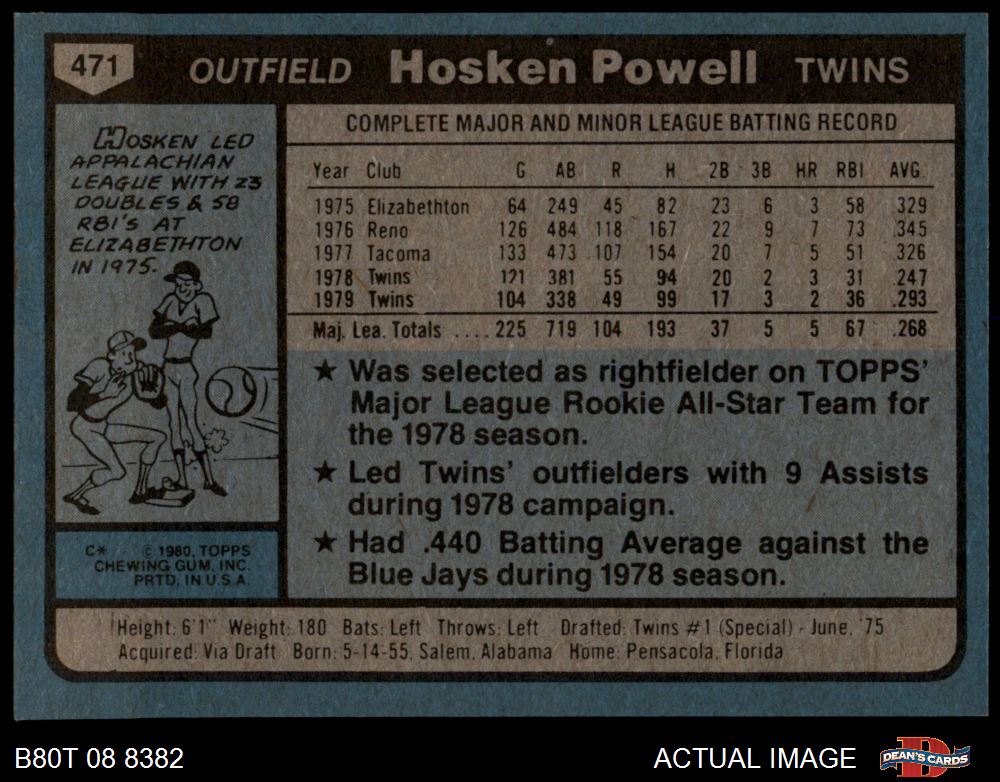 471 OUTFIELD Hosken Powell TWINS
HOSKEN LED
APPALACHIAN
LEAGUE WITH 23
DOUBLES & 58
RBI'S AT
ELIZABETHTON
IN 1975.
COMPLETE MAJOR AND MINOR LEAGUE BATTING RECORD
Year Club G AB R H 2B 3B HR RBI AVG.
1975 Elizabethton 64 249 45 82 23 6 3 58 .329
1976 Reno 126 484 118 167 22 9 7 73 .345
1977 Tacoma 133 473 107 154 20 7 5 51 .326
1978 Twins 121 381 55 94 20 2 3 31 .247
1979 Twins 104 338 49 99 17 3 2 36 .293
Maj. Lea. Totals .... 225 719 104 193 37 5 5 67 .268
★ Was selected as rightfielder on TOPPS'
Major League Rookie All-Star Team for
the 1978 season.
★ Led Twins' outfielders with 9 Assists
during 1978 campaign.
★ Had .440 Batting Average against the
Blue Jays during 1978 season.
C* © 1980, TOPPS
CHEWING GUM, INC.
PRTD. IN U.S.A.
Height: 6'1" Weight: 180 Bats: Left Throws: Left Drafted: Twins #1 (Special) - June, '75
Acquired: Via Draft Born: 5-14-55, Salem, Alabama Home: Pensacola, Florida
B80T 08 8382 ACTUAL IMAGE DEAN'S CARDS